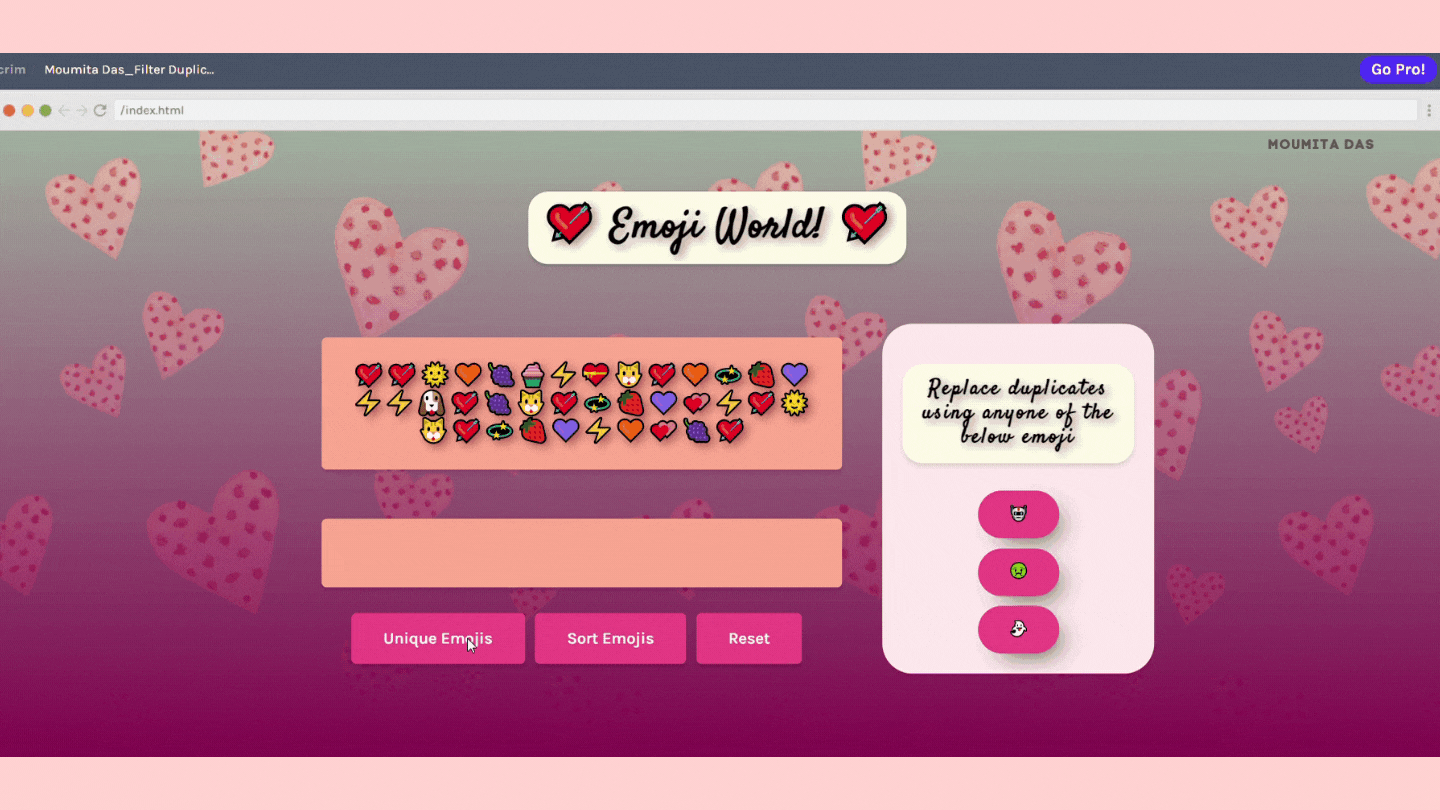 crim Moumita Das_Filter Duplic... Go Pro!
/index.html
MOUMITA DAS
Emoji World!
Replace duplicates
using anyone of the
below emoji
Unique Emojis Sort Emojis Reset